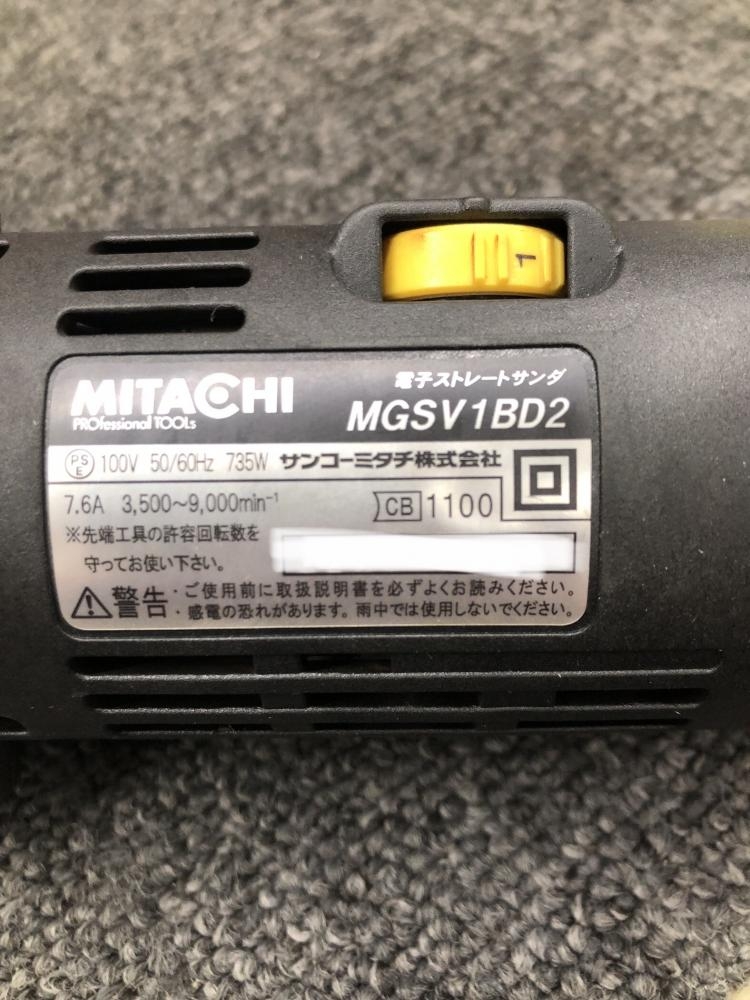 1
MITACHI
PROfessional TOOLs
電子ストレートサンダ
MGSV1BD2
PSE 100V 50/60Hz 735W サンコーミタチ株式会社
7.6A 3,500〜9,000min⁻¹
CB 1100
※先端工具の許容回転数を
守ってお使い下さい。
警告・ご使用前に取扱説明書を必ずよくお読みください。
・感電の恐れがあります。雨中では使用しないでください。